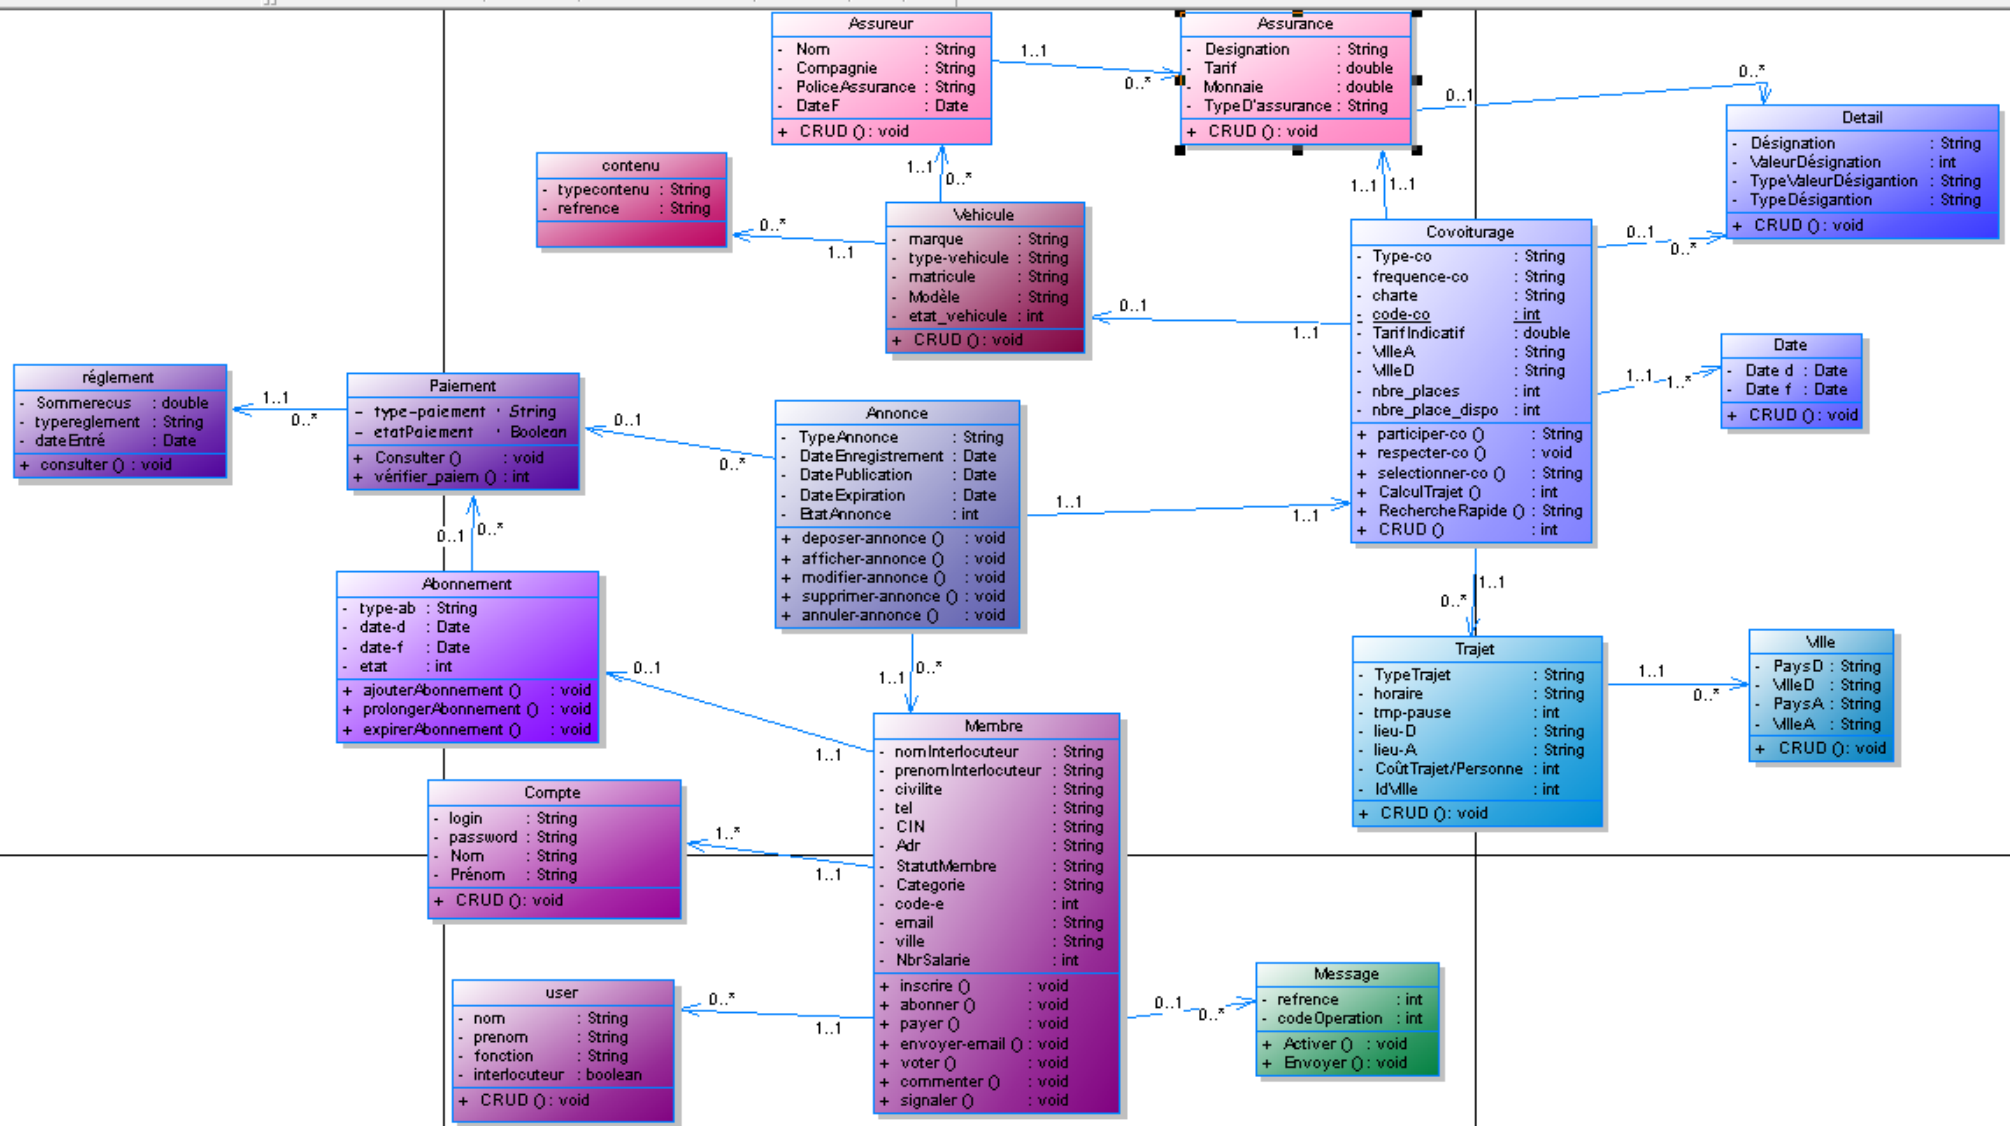 Assureur
- Nom : String
- Compagnie : String
- PoliceAssurance : String
- DateF : Date
+ CRUD () : void
1..1
0..*
Assurance
- Designation : String
- Tarif : double
- Monnaie : double
- TypeD'assurance : String
+ CRUD () : void
0..1
0..*
Detail
- Désignation : String
- ValeurDésignation : int
- TypeValeurDésigantion : String
- TypeDésigantion : String
+ CRUD () : void
contenu
- typecontenu : String
- refrence : String
0..*
1..1
1..1
0..*
Vehicule
- marque : String
- type-vehicule : String
- matricule : String
- Modèle : String
- etat_vehicule : int
+ CRUD () : void
0..1
1..1
1..1
1..1
Covoiturage
- Type-co : String
- frequence-co : String
- charte : String
- code-co : int
- TarifIndicatif : double
- VilleA : String
- VilleD : String
- nbre_places : int
- nbre_place_dispo : int
+ participer-co () : String
+ respecter-co () : void
+ selectionner-co () : String
+ CalculTrajet () : int
+ RechercheRapide () : String
+ CRUD () : int
0..1
0..*
1..1
1..*
Date
- Date d : Date
- Date f : Date
+ CRUD () : void
réglement
- Sommerecus : double
- typereglement : String
- dateEntré : Date
+ consulter () : void
1..1
0..*
Paiement
- type-paiement : String
- etatPaiement : Boolean
+ Consulter () : void
+ vérifier_paiem () : int
0..1
0..*
Annonce
- TypeAnnonce : String
- DateEnregistrement : Date
- DatePublication : Date
- DateExpiration : Date
- EtatAnnonce : int
+ deposer-annonce () : void
+ afficher-annonce () : void
+ modifier-annonce () : void
+ supprimer-annonce () : void
+ annuler-annonce () : void
1..1
1..1
0..1
0..*
Abonnement
- type-ab : String
- date-d : Date
- date-f : Date
- etat : int
+ ajouterAbonnement () : void
+ prolongerAbonnement () : void
+ expirerAbonnement () : void
0..1
1..1
1..1
0..*
1..1
0..*
Trajet
- TypeTrajet : String
- horaire : String
- tmp-pause : int
- lieu-D : String
- lieu-A : String
- CoûtTrajet/Personne : int
- IdVille : int
+ CRUD () : void
1..1
0..*
Ville
- PaysD : String
- VilleD : String
- PaysA : String
- VilleA : String
+ CRUD () : void
Membre
- nomInterlocuteur : String
- prenomInterlocuteur : String
- civilite : String
- tel : String
- CIN : String
- Adr : String
- StatutMembre : String
- Categorie : String
- code-e : int
- email : String
- ville : String
- NbrSalarie : int
+ inscrire () : void
+ abonner () : void
+ payer () : void
+ envoyer-email () : void
+ voter () : void
+ commenter () : void
+ signaler () : void
Compte
- login : String
- password : String
- Nom : String
- Prénom : String
+ CRUD () : void
1..*
1..1
user
- nom : String
- prenom : String
- fonction : String
- interlocuteur : boolean
+ CRUD () : void
0..*
1..1
0..1
0..*
Message
- refrence : int
- codeOperation : int
+ Activer () : void
+ Envoyer () : void